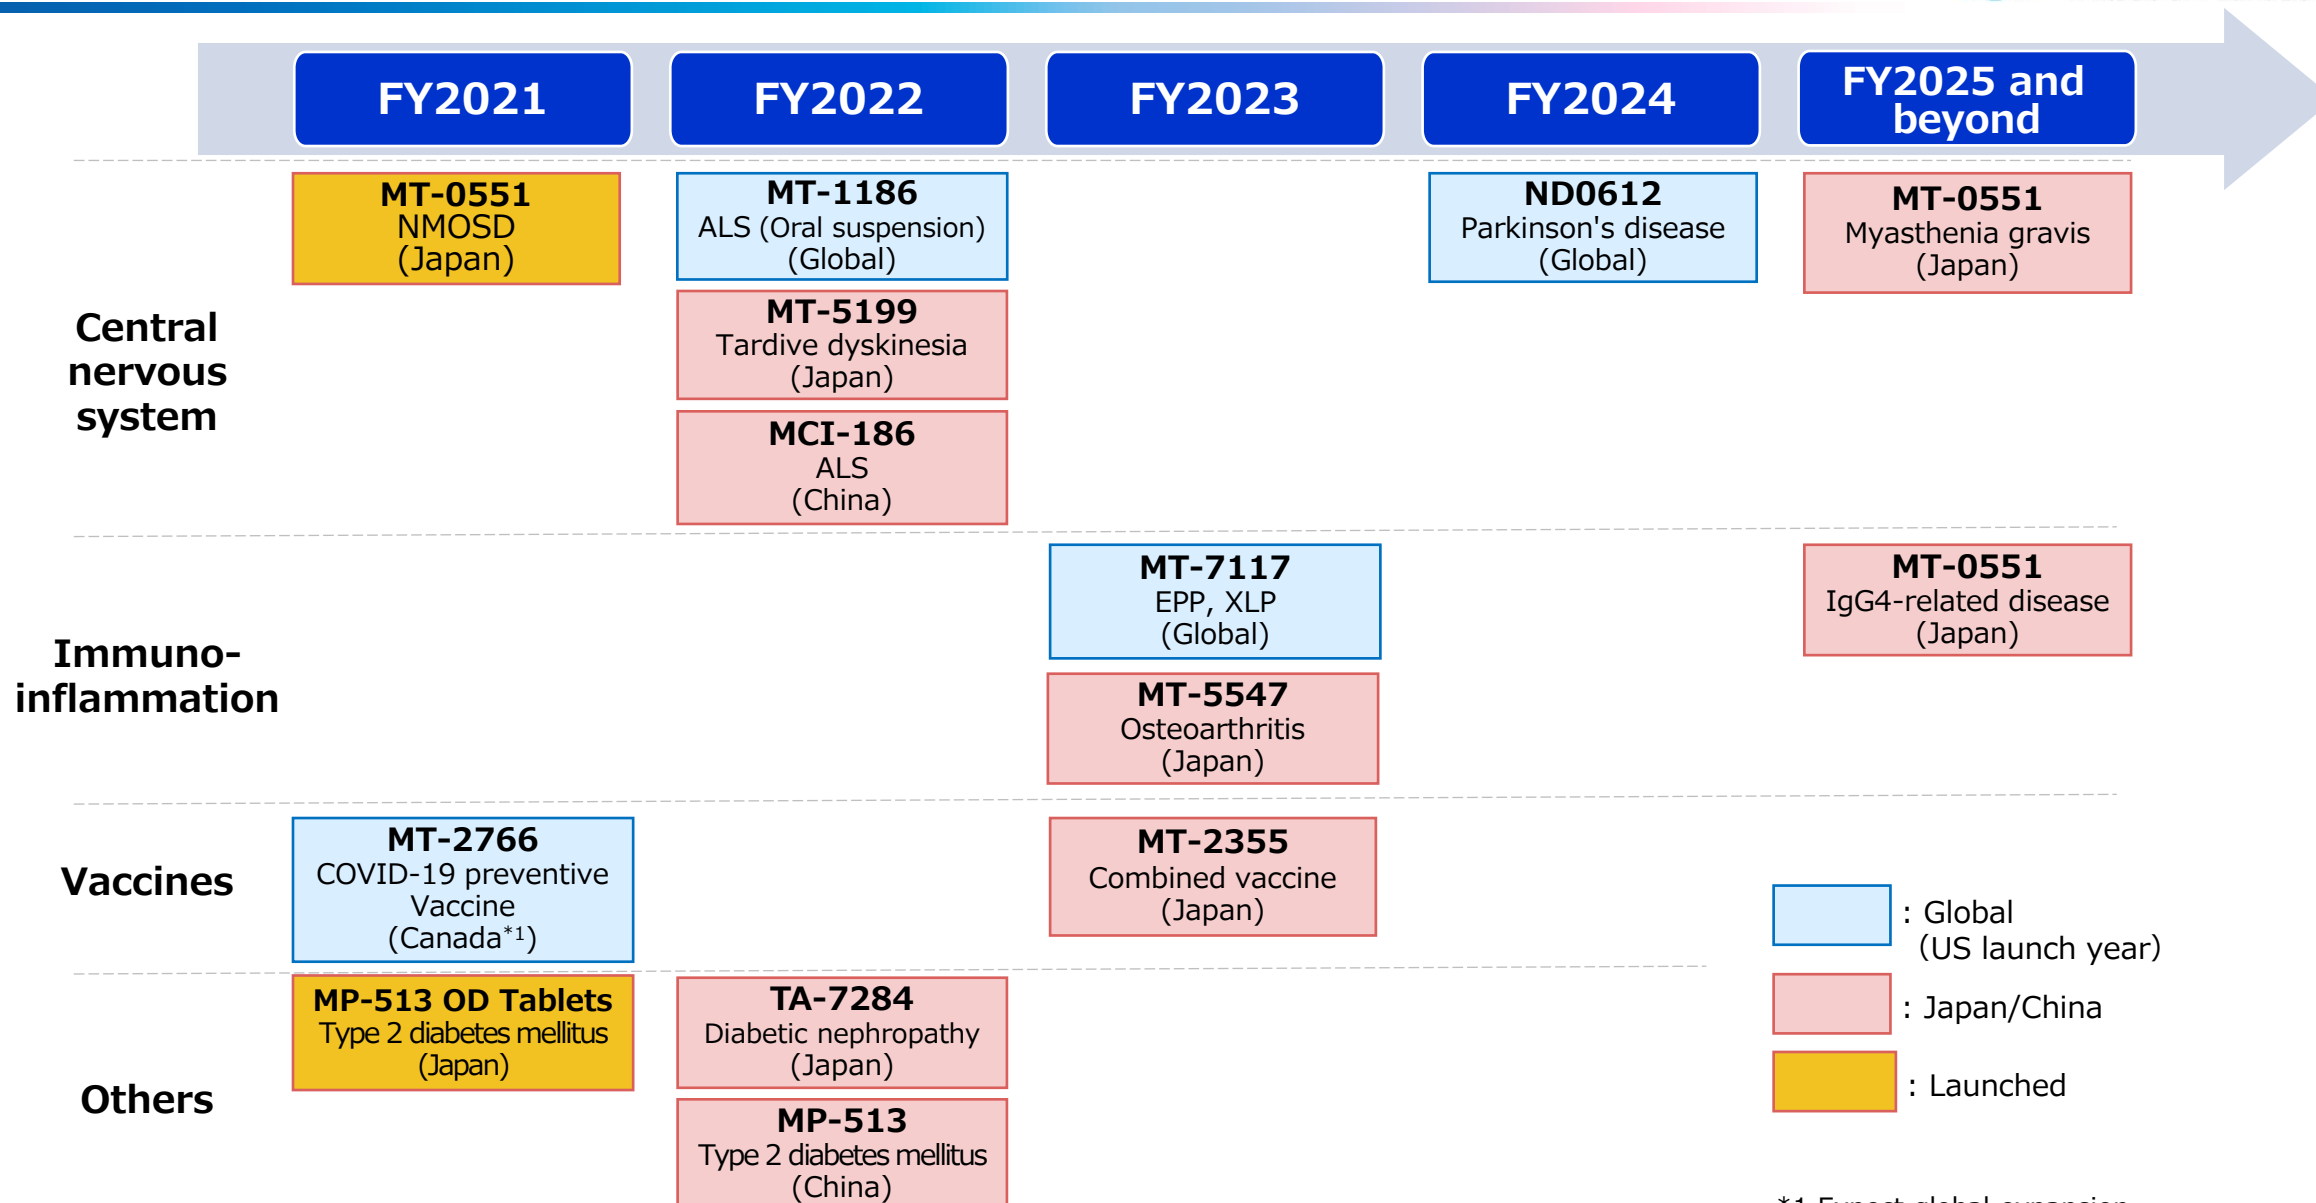 FY2021
FY2022
FY2023
FY2024
FY2025 and
beyond
Central
nervous
system
MT-0551
NMOSD
(Japan)
MT-1186
ALS (Oral suspension)
(Global)
MT-5199
Tardive dyskinesia
(Japan)
MCI-186
ALS
(China)
ND0612
Parkinson's disease
(Global)
MT-0551
Myasthenia gravis
(Japan)
Immuno-
inflammation
MT-7117
EPP, XLP
(Global)
MT-5547
Osteoarthritis
(Japan)
MT-0551
IgG4-related disease
(Japan)
Vaccines
MT-2766
COVID-19 preventive
Vaccine
(Canada*1)
MT-2355
Combined vaccine
(Japan)
Others
MP-513 OD Tablets
Type 2 diabetes mellitus
(Japan)
TA-7284
Diabetic nephropathy
(Japan)
MP-513
Type 2 diabetes mellitus
(China)
: Global
(US launch year)
: Japan/China
: Launched
*1 Expect global expansion